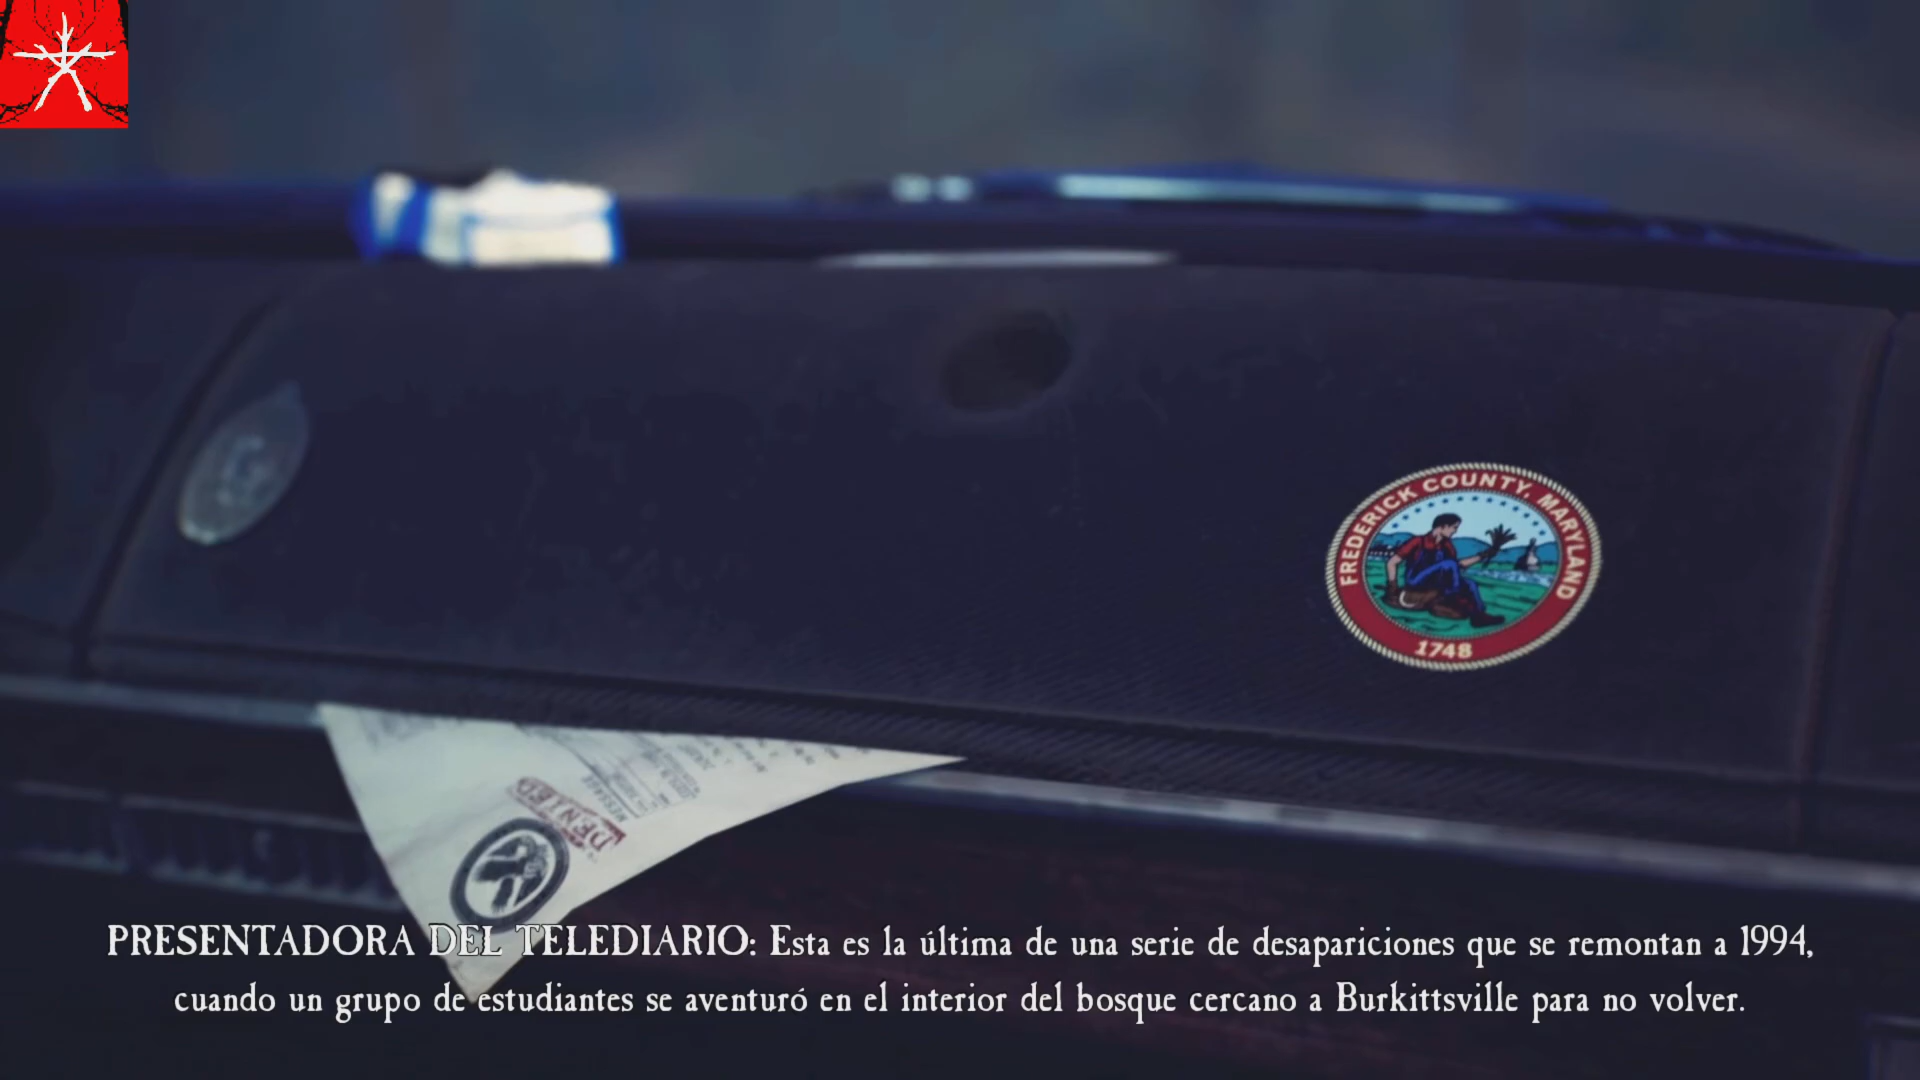 FREDERICK COUNTY, MARYLAND
1748
DENIED
MESSAGE
PRESENTADORA DEL TELEDIARIO: Esta es la última de una serie de desapariciones que se remontan a 1994,
cuando un grupo de estudiantes se aventuró en el interior del bosque cercano a Burkittsville para no volver.